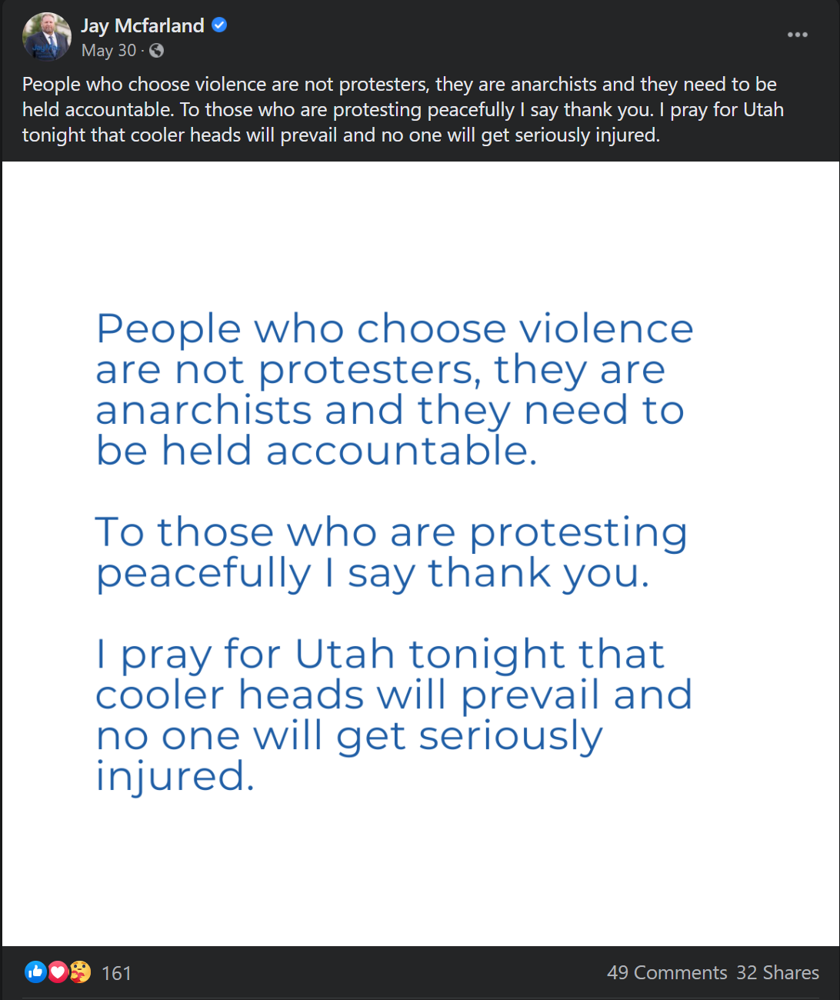 Jay Mcfarland
May 30 ·
People who choose violence are not protesters, they are anarchists and they need to be
held accountable. To those who are protesting peacefully I say thank you. I pray for Utah
tonight that cooler heads will prevail and no one will get seriously injured.
People who choose violence
are not protesters, they are
anarchists and they need to
be held accountable.
To those who are protesting
peacefully I say thank you.
I pray for Utah tonight that
cooler heads will prevail and
no one will get seriously
injured.
161
49 Comments 32 Shares